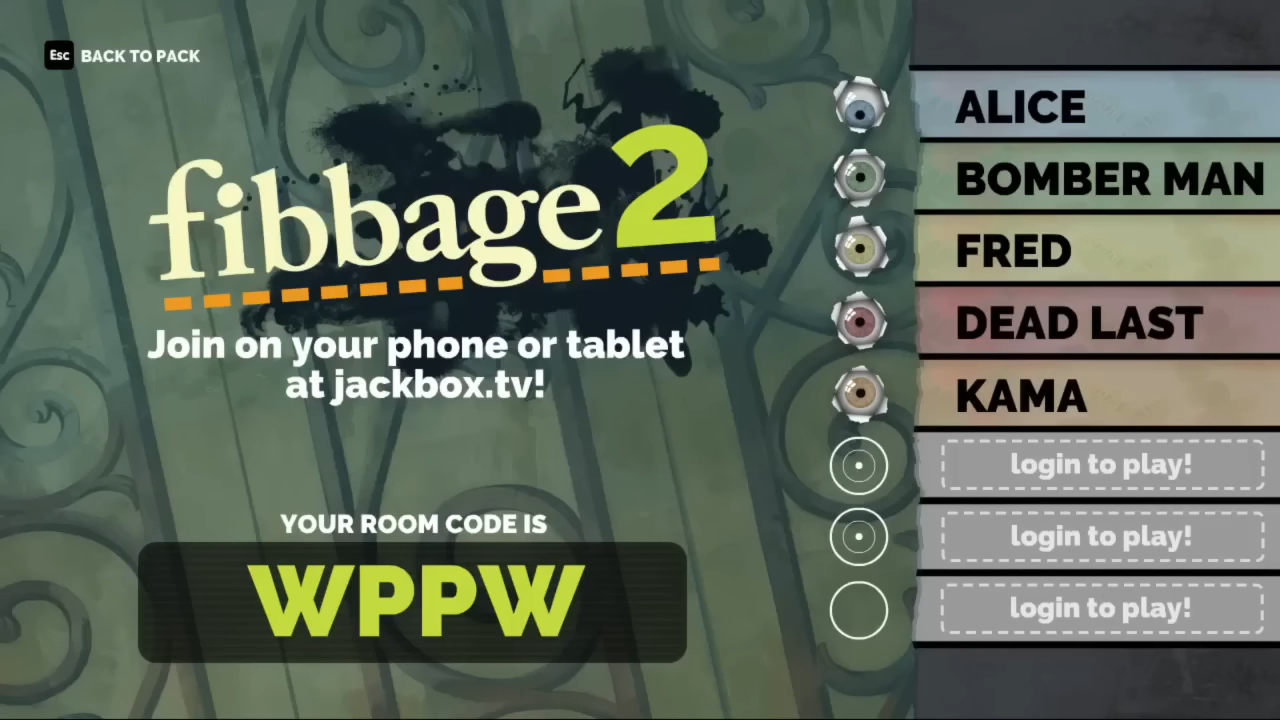 Esc BACK TO PACK
fibbage 2
Join on your phone or tablet
at jackbox.tv!
YOUR ROOM CODE IS
WPPW
ALICE
BOMBER MAN
FRED
DEAD LAST
KAMA
login to play!
login to play!
login to play!